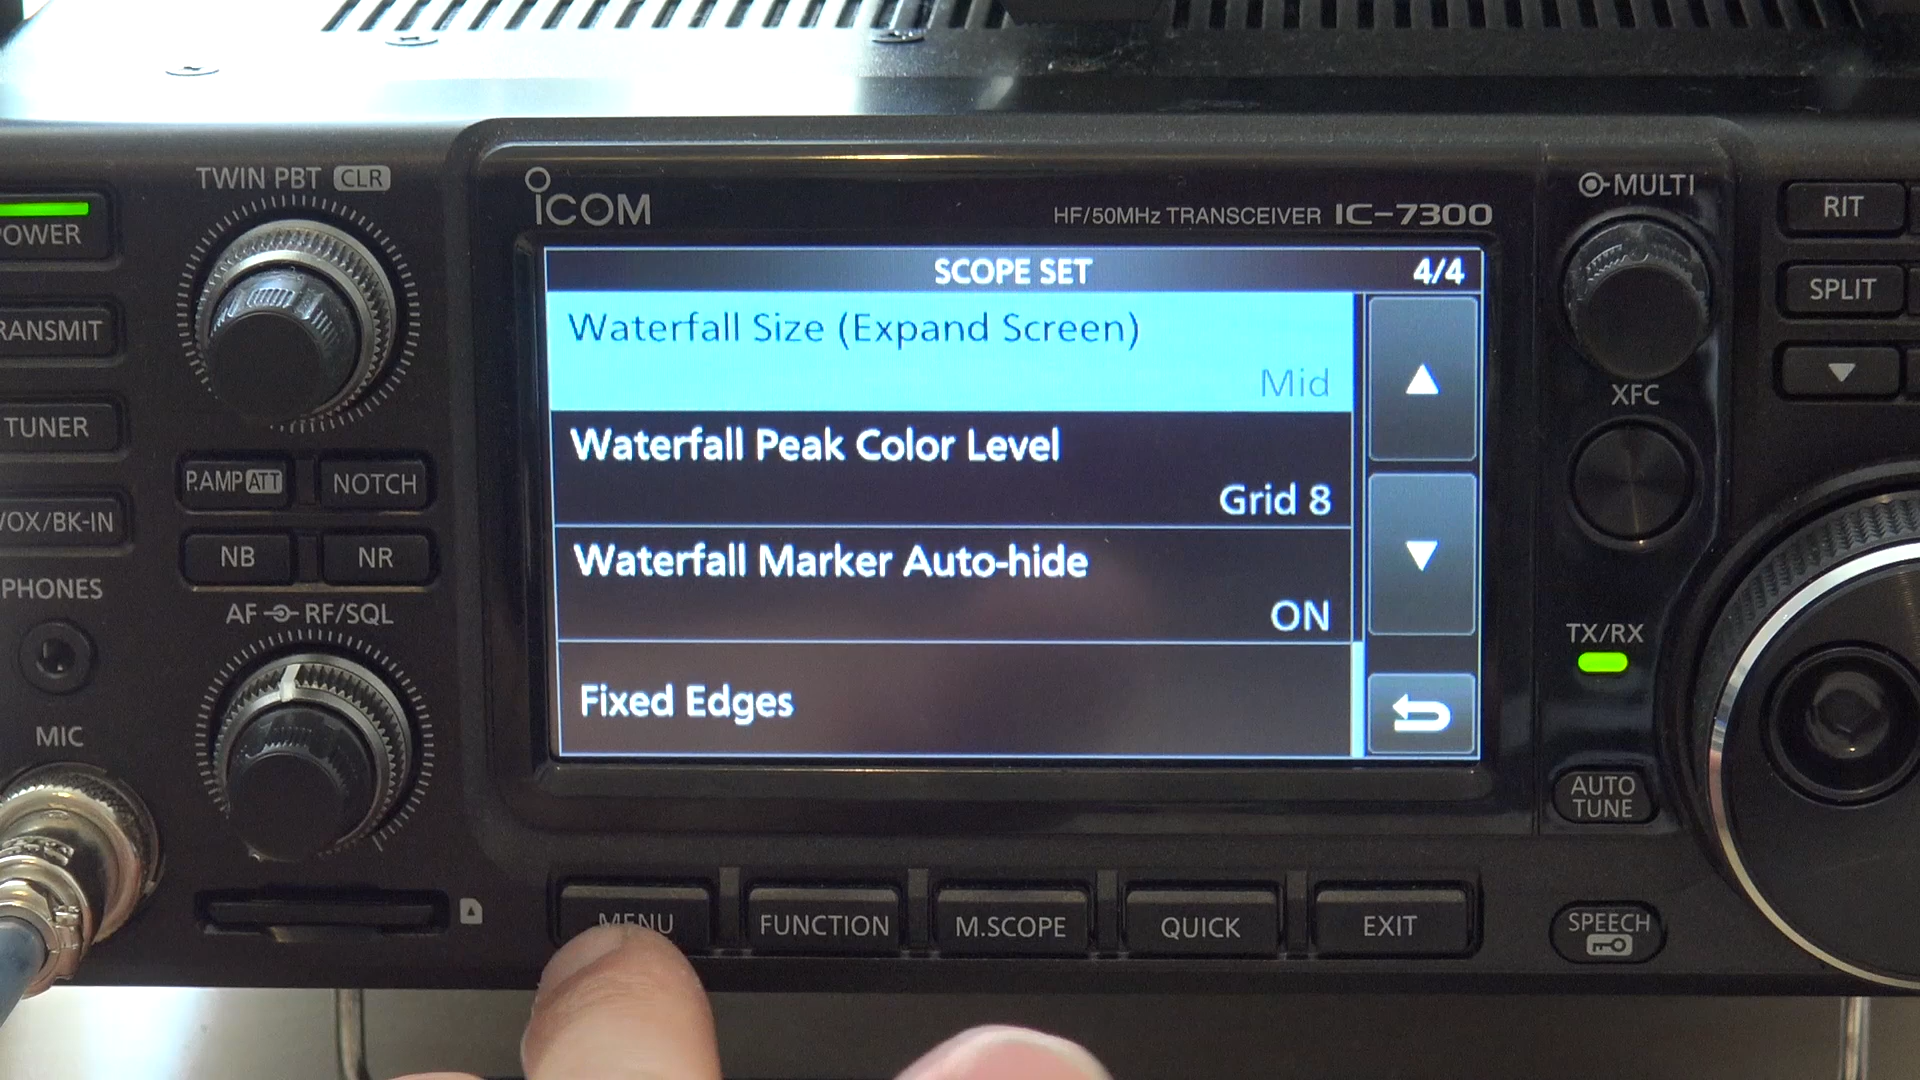 TWIN PBT CLR
ICOM
HF/50MHz TRANSCEIVER IC-7300
MULTI
RIT
POWER
SCOPE SET 4/4
Waterfall Size (Expand Screen)
Mid
Waterfall Peak Color Level
Grid 8
Waterfall Marker Auto-hide
ON
Fixed Edges
SPLIT
RANSMIT
XFC
TUNER
P.AMP ATT
NOTCH
VOX/BK-IN
NB
NR
PHONES
AF RF/SQL
TX/RX
MIC
AUTO
TUNE
MENU
FUNCTION
M.SCOPE
QUICK
EXIT
SPEECH